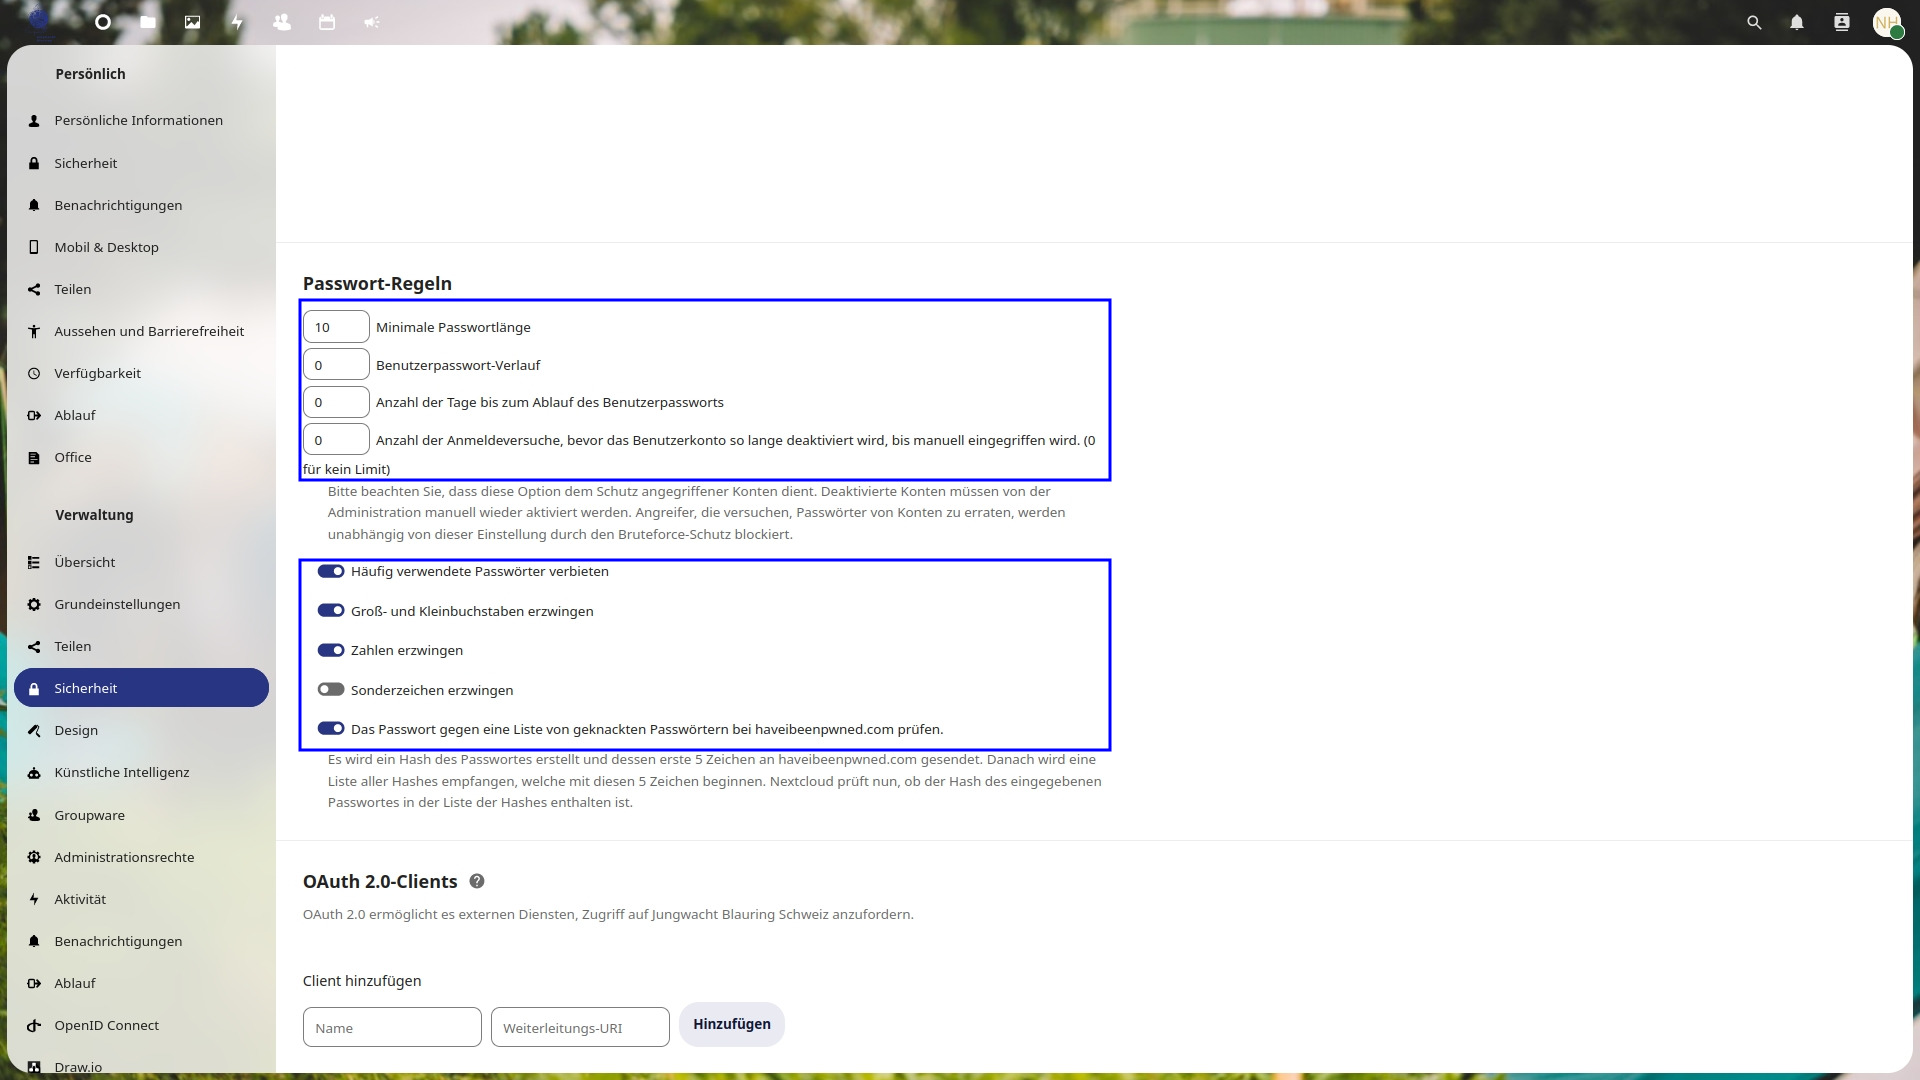 NH
Persönlich
Persönliche Informationen
Sicherheit
Benachrichtigungen
Mobil & Desktop
Teilen
Aussehen und Barrierefreiheit
Verfügbarkeit
Ablauf
Office
Verwaltung
Übersicht
Grundeinstellungen
Teilen
Sicherheit
Design
Künstliche Intelligenz
Groupware
Administrationsrechte
Aktivität
Benachrichtigungen
Ablauf
OpenID Connect
Draw.io
Passwort-Regeln
10 Minimale Passwortlänge
0 Benutzerpasswort-Verlauf
0 Anzahl der Tage bis zum Ablauf des Benutzerpassworts
0 Anzahl der Anmeldeversuche, bevor das Benutzerkonto so lange deaktiviert wird, bis manuell eingegriffen wird. (0
für kein Limit)
Bitte beachten Sie, dass diese Option dem Schutz angegriffener Konten dient. Deaktivierte Konten müssen von der
Administration manuell wieder aktiviert werden. Angreifer, die versuchen, Passwörter von Konten zu erraten, werden
unabhängig von dieser Einstellung durch den Bruteforce-Schutz blockiert.
Häufig verwendete Passwörter verbieten
Groß- und Kleinbuchstaben erzwingen
Zahlen erzwingen
Sonderzeichen erzwingen
Das Passwort gegen eine Liste von geknackten Passwörtern bei haveibeenpwned.com prüfen.
Es wird ein Hash des Passwortes erstellt und dessen erste 5 Zeichen an haveibeenpwned.com gesendet. Danach wird eine
Liste aller Hashes empfangen, welche mit diesen 5 Zeichen beginnen. Nextcloud prüft nun, ob der Hash des eingegebenen
Passwortes in der Liste der Hashes enthalten ist.
OAuth 2.0-Clients
OAuth 2.0 ermöglicht es externen Diensten, Zugriff auf Jungwacht Blauring Schweiz anzufordern.
Client hinzufügen
Name
Weiterleitungs-URI
Hinzufügen